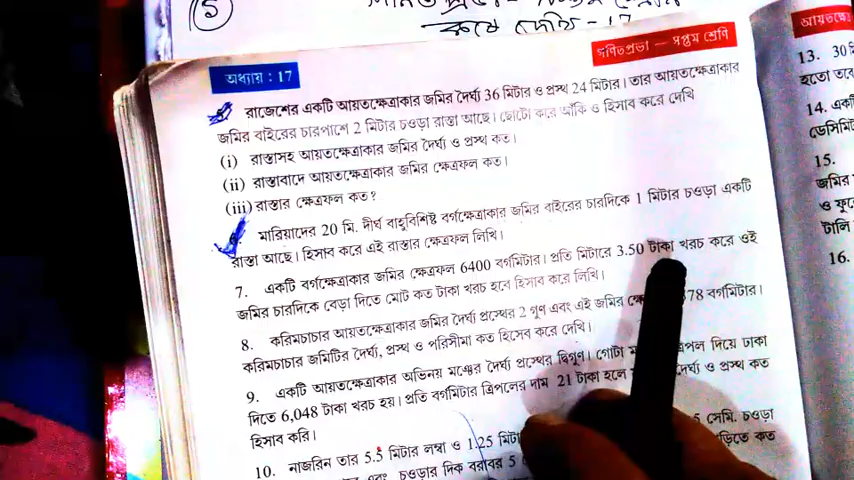 5
কষে দেখি - 17
অধ্যায় : 17
গণিতপ্রভা — সপ্তম শ্রেণি
রাজেশের একটি আয়তক্ষেত্রাকার জমির দৈর্ঘ্য 36 মিটার ও প্রস্থ 24 মিটার। তার আয়তক্ষেত্রাকার
জমির বাইরের চারপাশে 2 মিটার চওড়া রাস্তা আছে। ছোটো করে আঁকি ও হিসাব করে দেখি
(i) রাস্তাসহ আয়তক্ষেত্রাকার জমির দৈর্ঘ্য ও প্রস্থ কত।
(ii) রাস্তাবাদে আয়তক্ষেত্রাকার জমির ক্ষেত্রফল কত।
(iii) রাস্তার ক্ষেত্রফল কত?
মারিয়াদের 20 মি. দীর্ঘ বাহুবিশিষ্ট বর্গক্ষেত্রাকার জমির বাইরের চারদিকে 1 মিটার চওড়া একটি
রাস্তা আছে। হিসাব করে এই রাস্তার ক্ষেত্রফল লিখি।
7. একটি বর্গক্ষেত্রাকার জমির ক্ষেত্রফল 6400 বর্গমিটার। প্রতি মিটারে 3.50 টাকা খরচ করে ওই
জমির চারদিকে বেড়া দিতে মোট কত টাকা খরচ হবে হিসাব করে লিখি।
8. করিমচাচার আয়তক্ষেত্রাকার জমির দৈর্ঘ্য প্রস্থের 2 গুণ এবং এই জমির 578 বর্গমিটার।
করিমচাচার জমিটির দৈর্ঘ্য, প্রস্থ ও পরিসীমা কত হিসেব করে দেখি।
9. একটি আয়তক্ষেত্রাকার অভিনয় মঞ্চের দৈর্ঘ্য প্রস্থের দ্বিগুণ। গোটা ত্রিপল দিয়ে ঢাকা
দিতে 6,048 টাকা খরচ হয়। প্রতি বর্গমিটার ত্রিপলের দাম 21 টাকা হলে দৈর্ঘ্য ও প্রস্থ কত
হিসাব করি।
10. নাজরিন তার 5.5 মিটার লম্বা ও 1.25 সেমি. চওড়া
এবং চওড়ার দিক বরাবর 5 কত
আয়তক্ষে
13. 30
হতো তবে
14.
ডেসিমি
15.
জমির
ও
16.